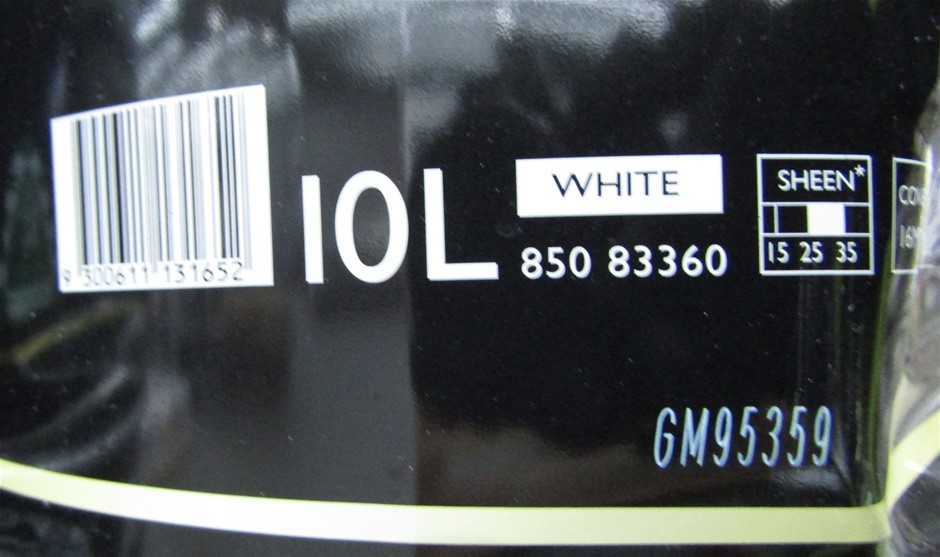 9 300611 131652
10L
WHITE
850 83360
SHEEN*
15 25 35
GM95359